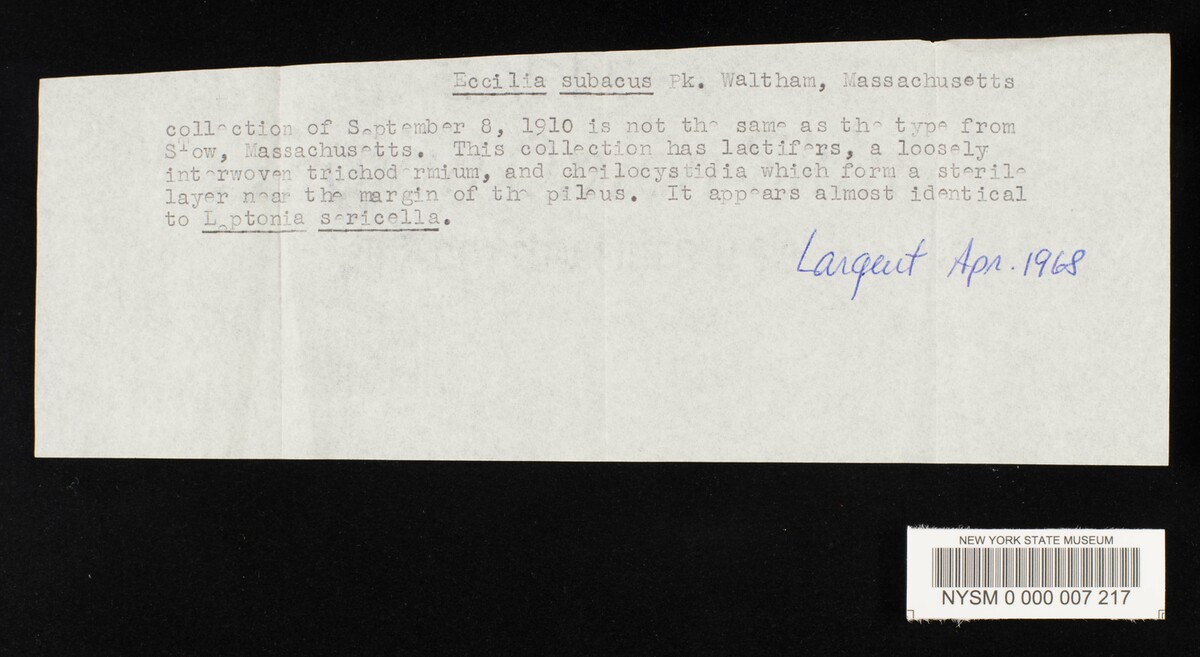 Eccilia subacus Pk. Waltham, Massachusetts
collection of September 8, 1910 is not the same as the type from
Stow, Massachusetts. This collection has lactifers, a loosely
interwoven trichodermium, and cheilocystidia which form a sterile
layer near the margin of the pileus. It appears almost identical
to Leptonia sericella.
Largent Apr. 1968
NEW YORK STATE MUSEUM
NYSM 0 000 007 217